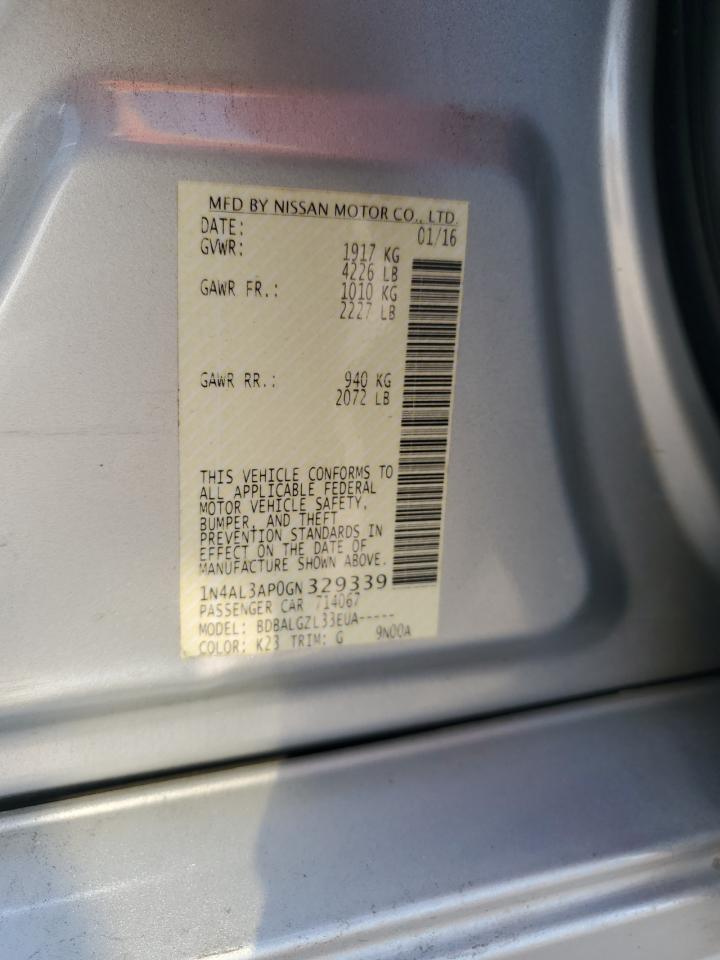 MFD BY NISSAN MOTOR CO., LTD.
DATE: 01/16
GVWR: 1917 KG
4226 LB
GAWR FR.: 1010 KG
2227 LB
GAWR RR.: 940 KG
2072 LB
THIS VEHICLE CONFORMS TO
ALL APPLICABLE FEDERAL
MOTOR VEHICLE SAFETY,
BUMPER, AND THEFT
PREVENTION STANDARDS IN
EFFECT ON THE DATE OF
MANUFACTURE SHOWN ABOVE.
1N4AL3AP0GN329339
PASSENGER CAR 714067
MODEL: BDBALGZL33EUA-----
COLOR: K23 TRIM: G 9N00A